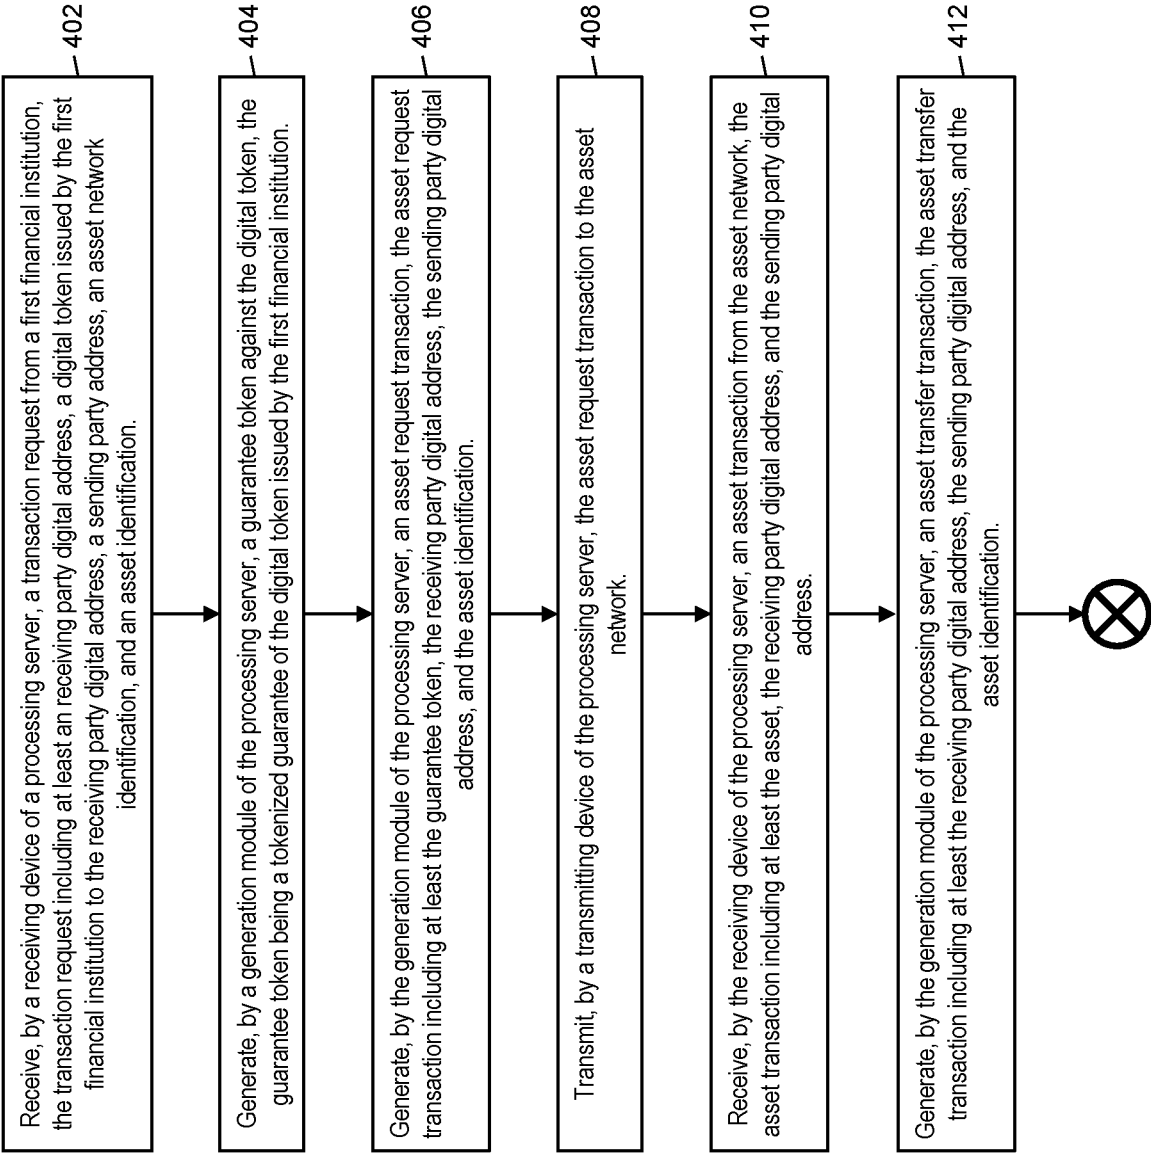 402
Receive, by a receiving device of a processing server, a transaction request from a first financial institution,
the transaction request including at least an receiving party digital address, a digital token issued by the first
financial institution to the receiving party digital address, a sending party address, an asset network
identification, and an asset identification.
404
Generate, by a generation module of the processing server, a guarantee token against the digital token, the
guarantee token being a tokenized guarantee of the digital token issued by the first financial institution.
406
Generate, by the generation module of the processing server, an asset request transaction, the asset request
transaction including at least the guarantee token, the receiving party digital address, the sending party digital
address, and the asset identification.
408
Transmit, by a transmitting device of the processing server, the asset request transaction to the asset
network.
410
Receive, by the receiving device of the processing server, an asset transaction from the asset network, the
asset transaction including at least the asset, the receiving party digital address, and the sending party digital
address.
412
Generate, by the generation module of the processing server, an asset transfer transaction, the asset transfer
transaction including at least the receiving party digital address, the sending party digital address, and the
asset identification.